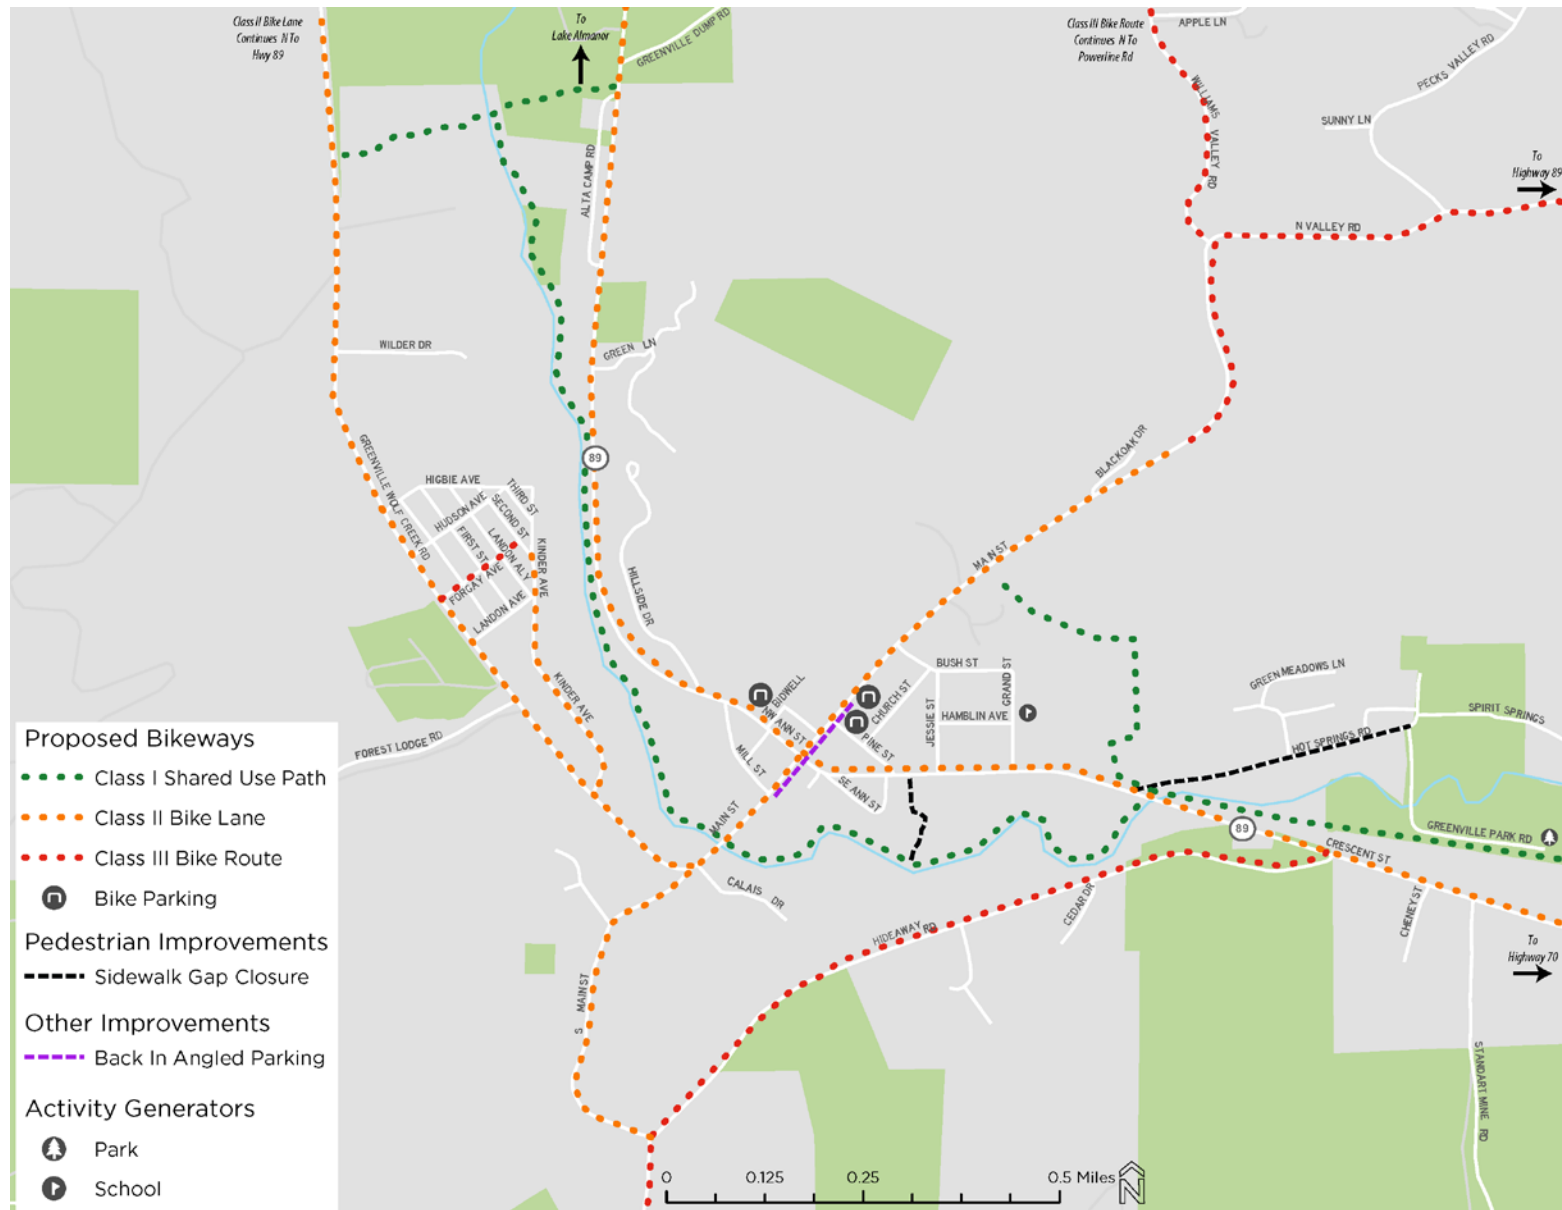 Class II Bike Lane
Continues N To
Hwy 89
To
Lake Almanor
GREENVILLE DUMP RD
Class III Bike Route
Continues N To
Powerline Rd
APPLE LN
PECKS VALLEY RD
WILLIAMS VALLEY RD
SUNNY LN
To
Highway 89
ALTA CAMP RD
N VALLEY RD
WILDER DR
GREEN LN
89
BLACKOAK DR
GREENVILLE WOLF CREEK RD
HIGBIE AVE
THIRD ST
HUDSON AVE
SECOND ST
FIRST ST
LANDON ALY
KINDER AVE
FORGAY AVE
LANDON AVE
MAIN ST
HILLSIDE DR
BUSH ST
GRAND ST
GREEN MEADOWS LN
KINDER AVE
BIDWELL
NW ANN ST
CHURCH ST
JESSIE ST
HAMBLIN AVE
SPIRIT SPRINGS
FOREST LODGE RD
MILL ST
PINE ST
HOT SPRINGS RD
SE ANN ST
MAIN ST
89
GREENVILLE PARK RD
CRESCENT ST
CALAIS DR
CEDAR DR
CHENEY ST
HIDEAWAY RD
To
Highway 70
S MAIN ST
STANDART MINE RD
Proposed Bikeways
Class I Shared Use Path
Class II Bike Lane
Class III Bike Route
Bike Parking
Pedestrian Improvements
Sidewalk Gap Closure
Other Improvements
Back In Angled Parking
Activity Generators
Park
School
0 0.125 0.25 0.5 Miles
N